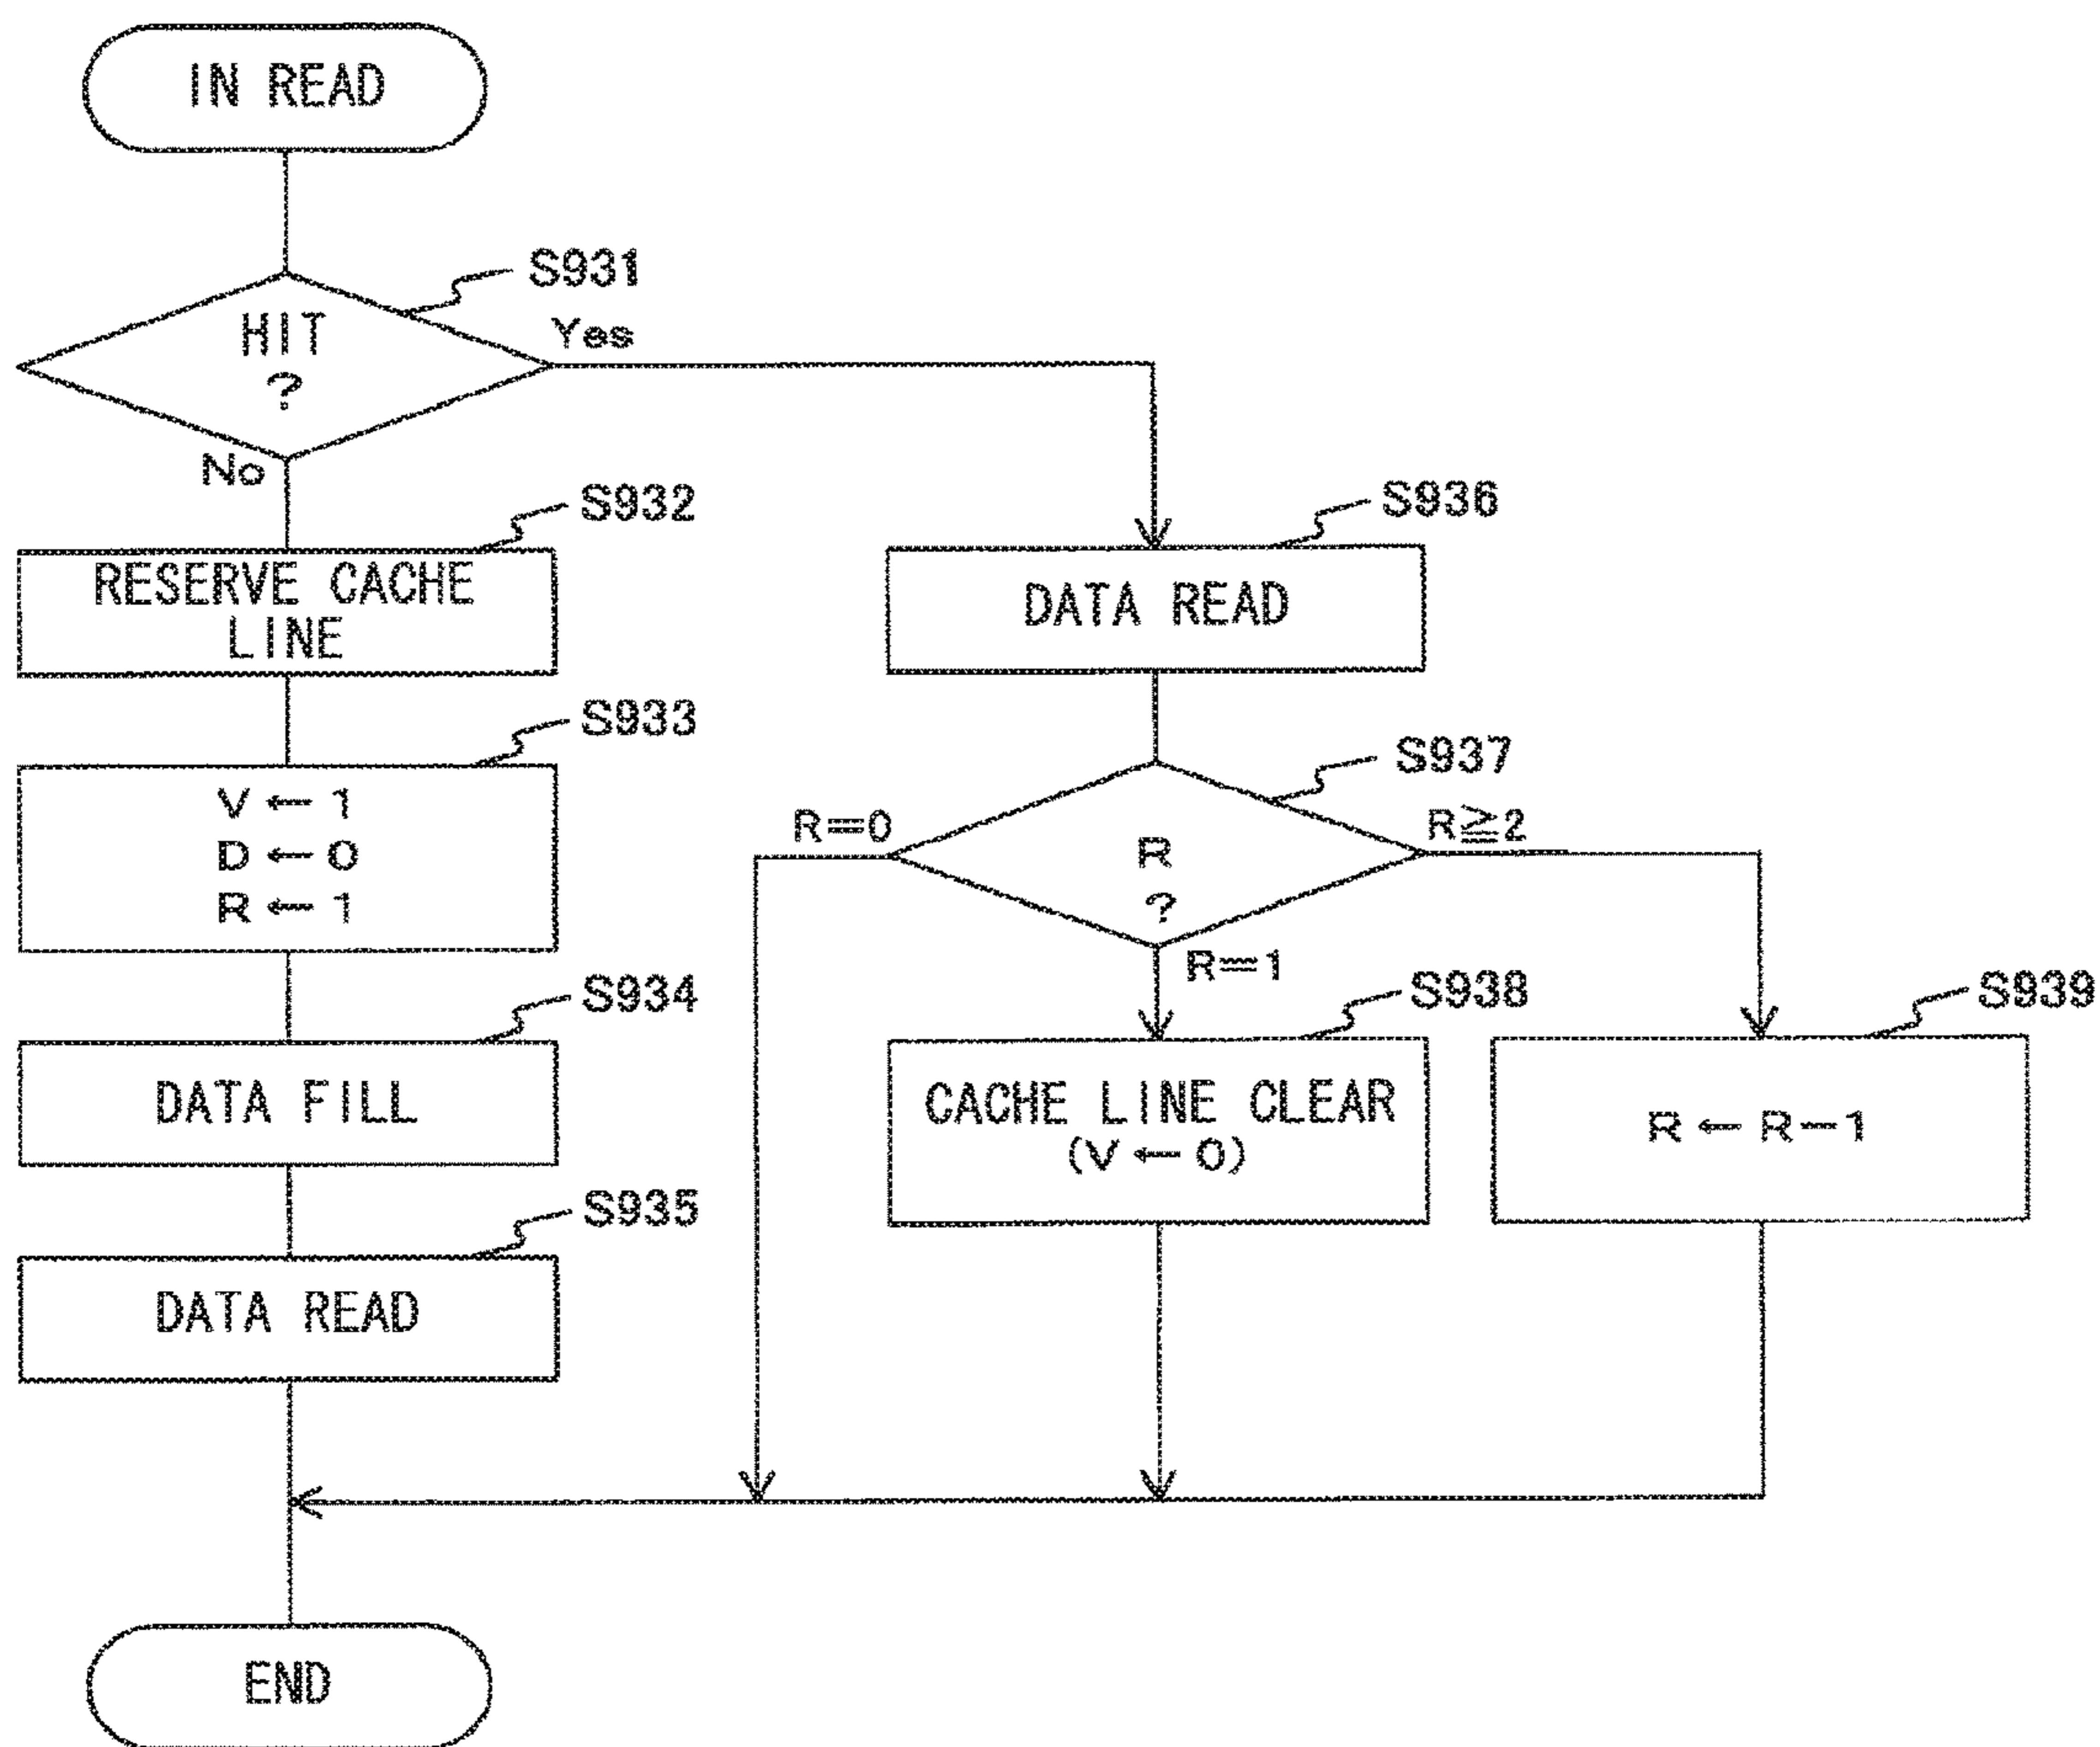 IN READ
S931
HIT
?
Yes
No
S932
RESERVE CACHE
LINE
S933
V ← 1
D ← 0
R ← 1
S934
DATA FILL
S935
DATA READ
S936
DATA READ
S937
R
?
R=0
R≧2
R=1
S938
CACHE LINE CLEAR
(V ← 0)
S939
R ← R-1
END